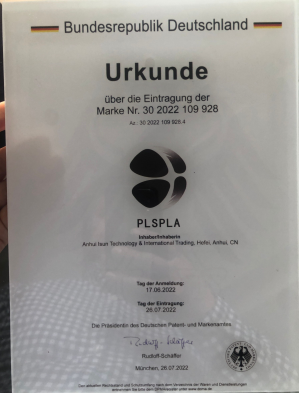 Bundesrepublik Deutschland
Urkunde
über die Eintragung der
Marke Nr. 30 2022 109 928
Az.: 30 2022 109 928.4
PLSPLA
Inhaber/Inhaberin
Anhui Technology & International Trading, Hefei, Anhui, CN
Tag der Anmeldung:
17.06.2022
Tag der Eintragung:
26.07.2022
Die Präsidentin des Deutschen Patent- und Markenamtes
Rudloff-Schäffer
München, 26.07.2022